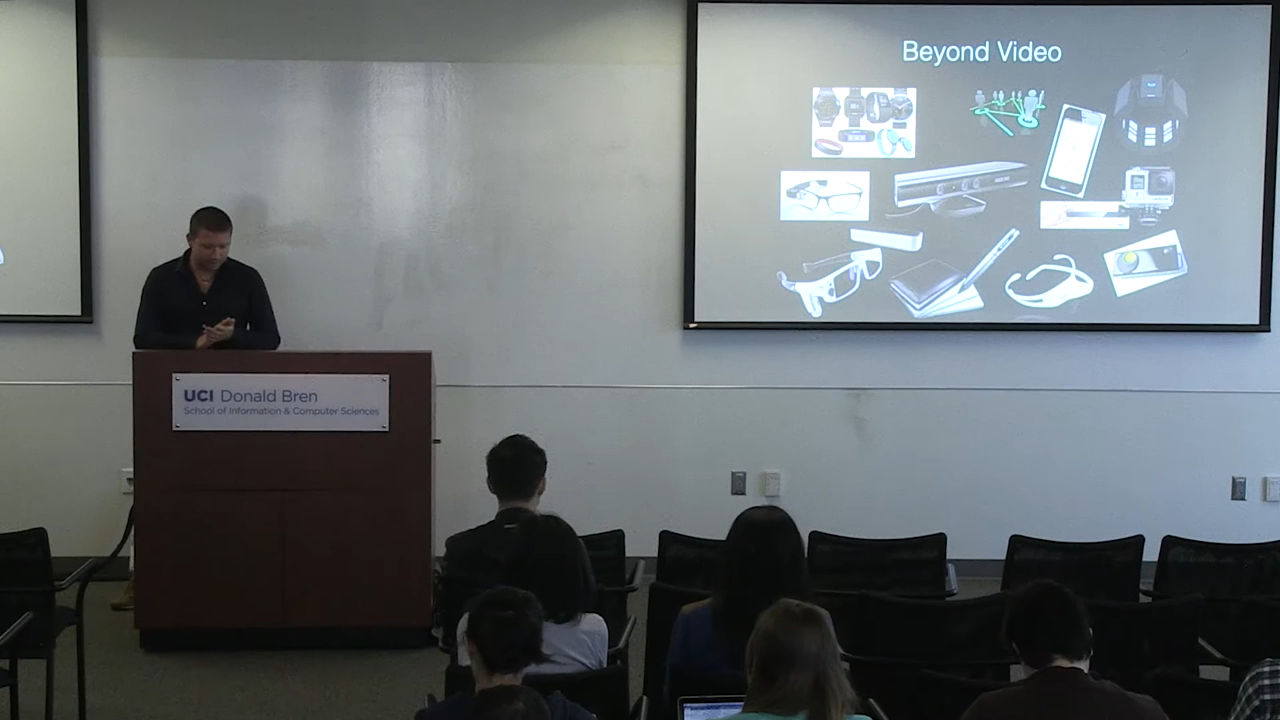 Beyond Video
UCI Donald Bren
School of Information & Computer Sciences